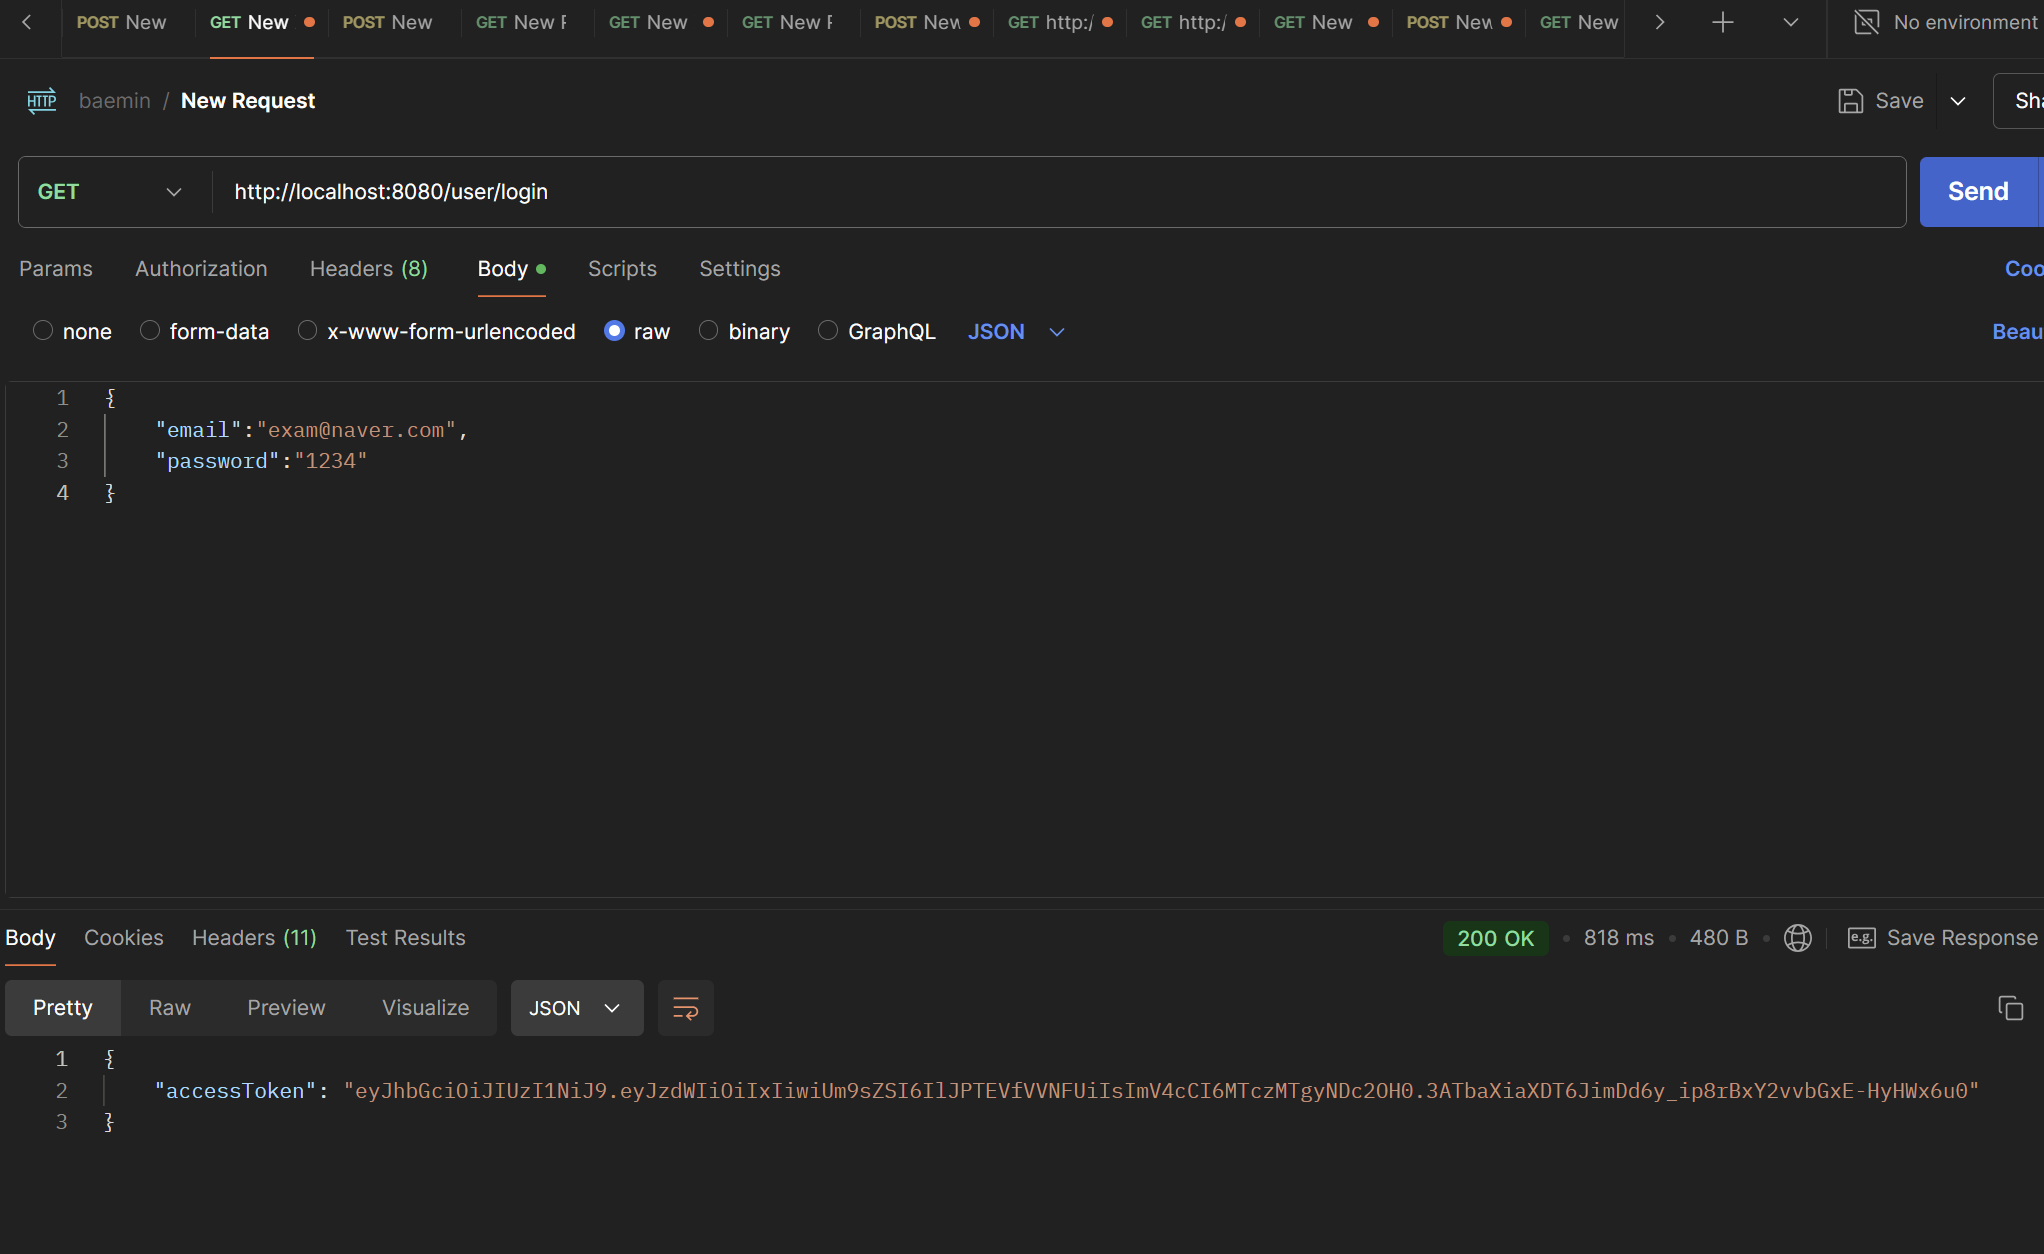 POST New GET New POST New GET New GET New GET New POST New GET http:/ GET http:/ GET New POST New GET New No environment
HTTP baemin / New Request Save Sha
GET http://localhost:8080/user/login Send
Params Authorization Headers (8) Body Scripts Settings Coo
none form-data x-www-form-urlencoded raw binary GraphQL JSON Beau
1 {
2 "email":"exam@naver.com",
3 "password":"1234"
4 }
Body Cookies Headers (11) Test Results 200 OK 818 ms 480 B e.g. Save Response
Pretty Raw Preview Visualize JSON
1 {
2 "accessToken": "eyJhbGciOiJIUzI1NiJ9.eyJzdWIiOiIxIiwiUm9sZSI6IlJPTEVfVVNFUiIsImV4cCI6MTczMTgyNDc2OH0.3ATbaXiaXDT6JimDd6y_ip8rBxY2vvbGxE-HyHWx6u0"
3 }